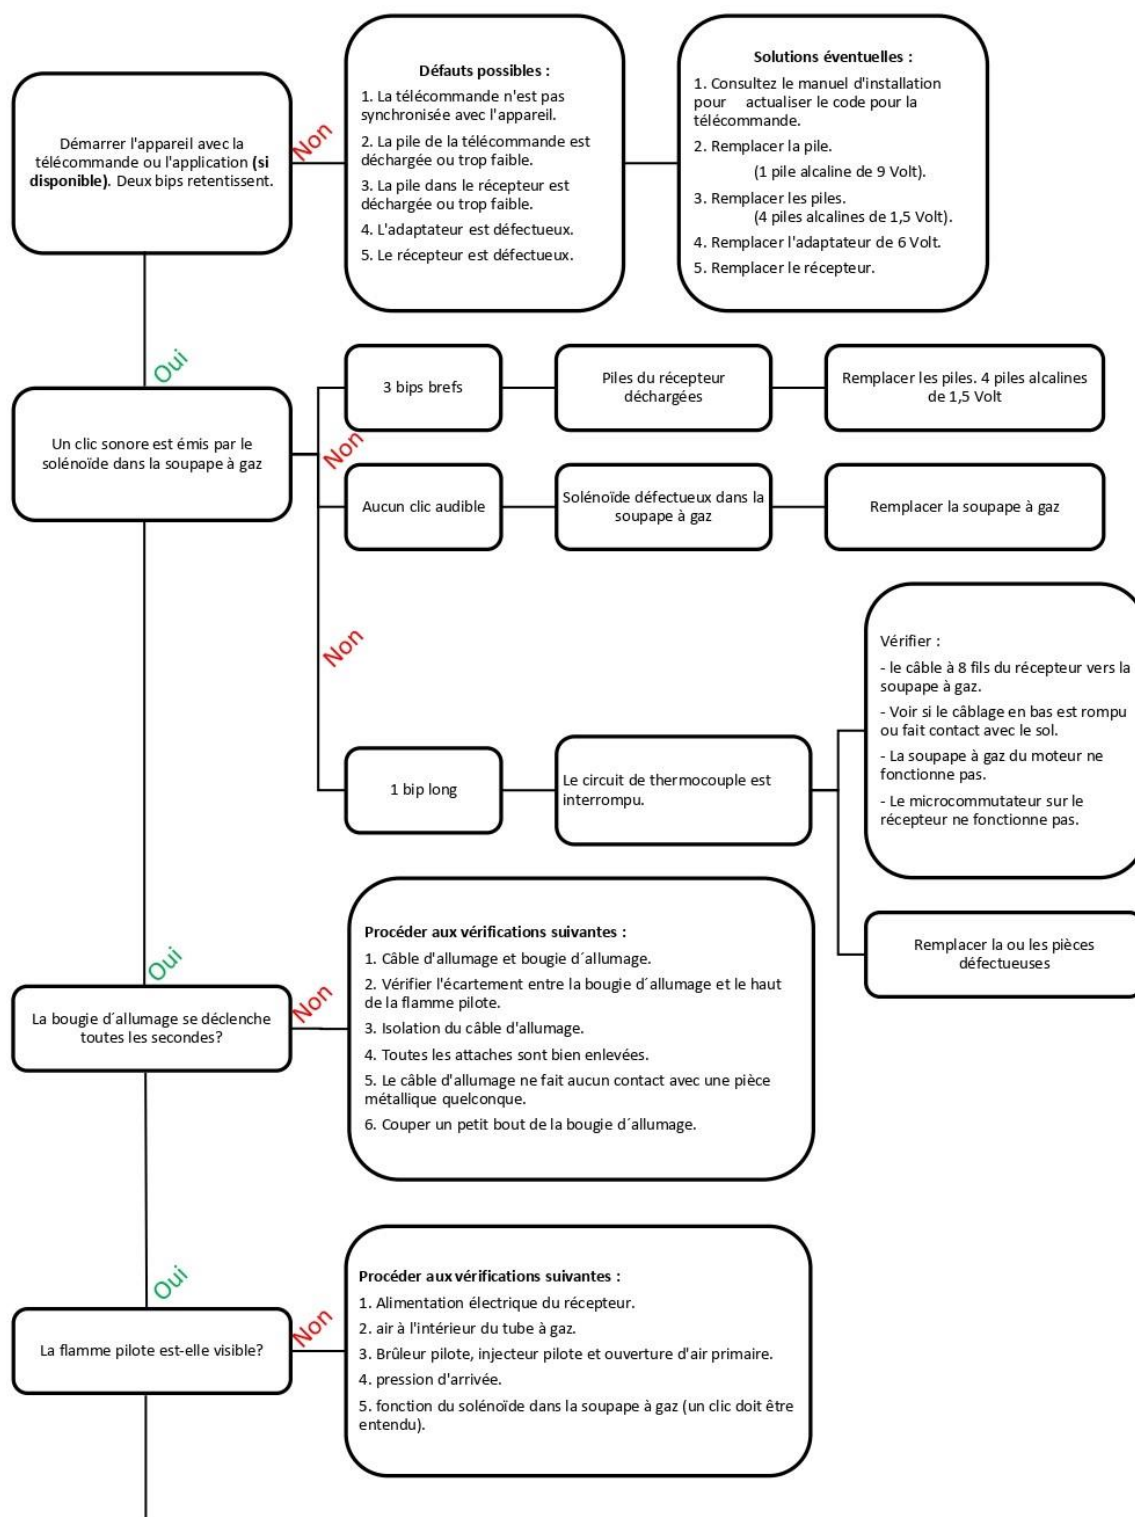 Démarrer l'appareil avec la
télécommande ou l'application (si
disponible). Deux bips retentissent.
Non
Défauts possibles :
1. La télécommande n'est pas
synchronisée avec l'appareil.
2. La pile de la télécommande est
déchargée ou trop faible.
3. La pile dans le récepteur est
déchargée ou trop faible.
4. L'adaptateur est défectueux.
5. Le récepteur est défectueux.
Solutions éventuelles :
1. Consultez le manuel d'installation
pour actualiser le code pour la
télécommande.
2. Remplacer la pile.
(1 pile alcaline de 9 Volt).
3. Remplacer les piles.
(4 piles alcalines de 1,5 Volt).
4. Remplacer l'adaptateur de 6 Volt.
5. Remplacer le récepteur.
Oui
Un clic sonore est émis par le
solénoïde dans la soupape à gaz
Non
3 bips brefs
Piles du récepteur
déchargées
Remplacer les piles. 4 piles alcalines
de 1,5 Volt
Aucun clic audible
Solénoïde défectueux dans la
soupape à gaz
Remplacer la soupape à gaz
Non
1 bip long
Le circuit de thermocouple est
interrompu.
Vérifier :
- le câble à 8 fils du récepteur vers la
soupape à gaz.
- Voir si le câblage en bas est rompu
ou fait contact avec le sol.
- La soupape à gaz du moteur ne
fonctionne pas.
- Le microcommutateur sur le
récepteur ne fonctionne pas.
Remplacer la ou les pièces
défectueuses
Oui
La bougie d´allumage se déclenche
toutes les secondes?
Non
Procéder aux vérifications suivantes :
1. Câble d'allumage et bougie d´allumage.
2. Vérifier l'écartement entre la bougie d´allumage et le haut
de la flamme pilote.
3. Isolation du câble d'allumage.
4. Toutes les attaches sont bien enlevées.
5. Le câble d'allumage ne fait aucun contact avec une pièce
métallique quelconque.
6. Couper un petit bout de la bougie d´allumage.
Oui
La flamme pilote est-elle visible?
Non
Procéder aux vérifications suivantes :
1. Alimentation électrique du récepteur.
2. air à l'intérieur du tube à gaz.
3. Brûleur pilote, injecteur pilote et ouverture d'air primaire.
4. pression d'arrivée.
5. fonction du solénoïde dans la soupape à gaz (un clic doit être
entendu).